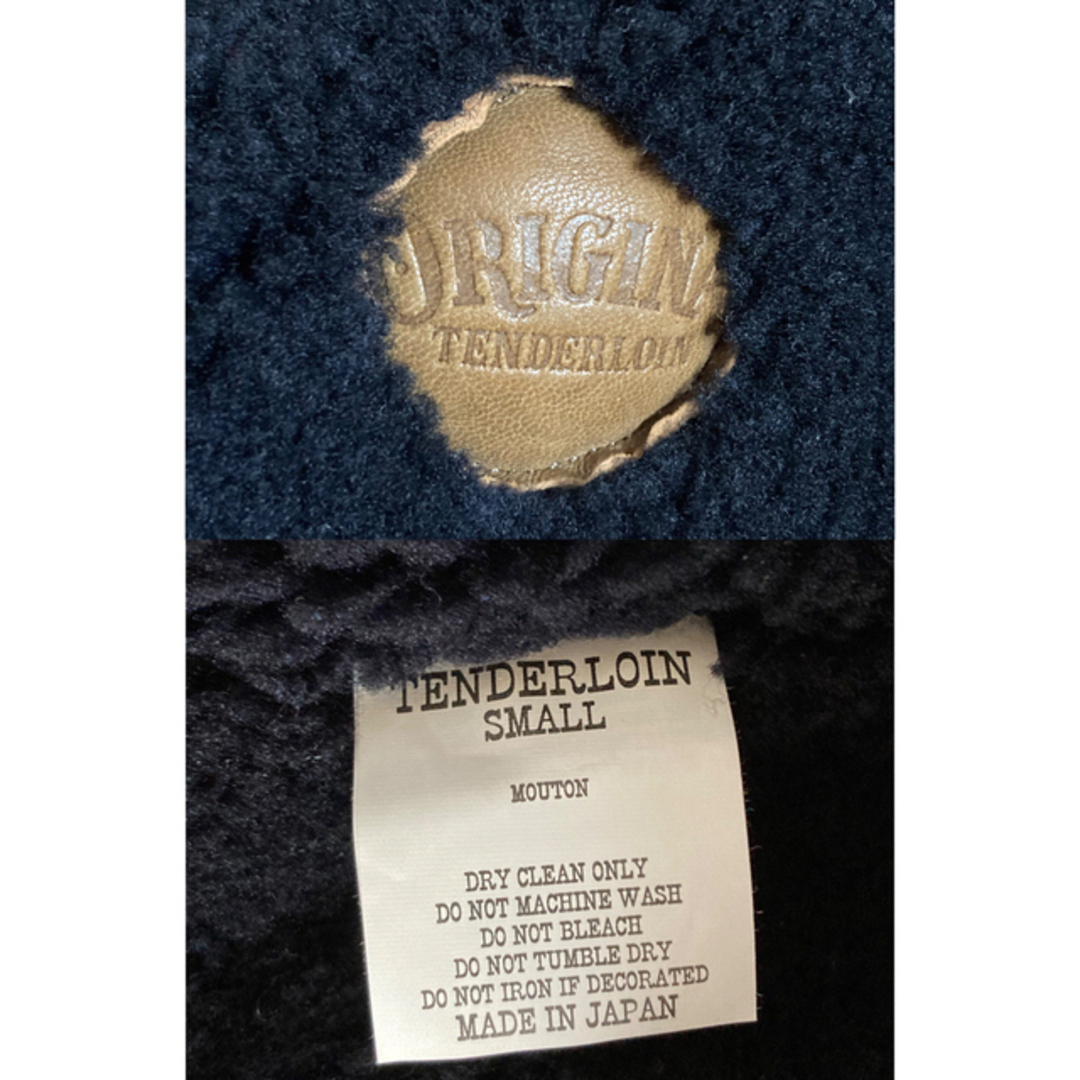 ORIGINA
TENDERLOIN
TENDERLOIN
SMALL
MOUTON
DRY CLEAN ONLY
DO NOT MACHINE WASH
DO NOT BLEACH
DO NOT TUMBLE DRY
DO NOT IRON IF DECORATED
MADE IN JAPAN